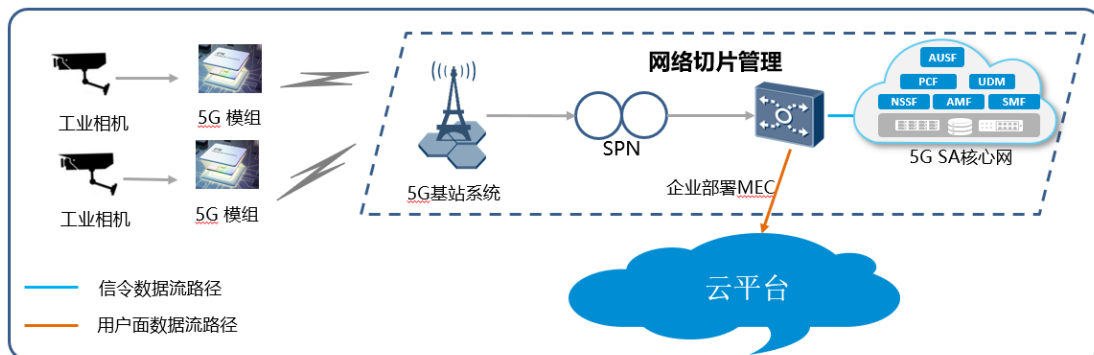 网络切片管理
AUSF
PCF UDM
NSSF AMF SMF
工业相机
5G 模组
SPN
5G SA核心网
5G基站系统
企业部署MEC
工业相机
5G 模组
云平台
信令数据流路径
用户面数据流路径